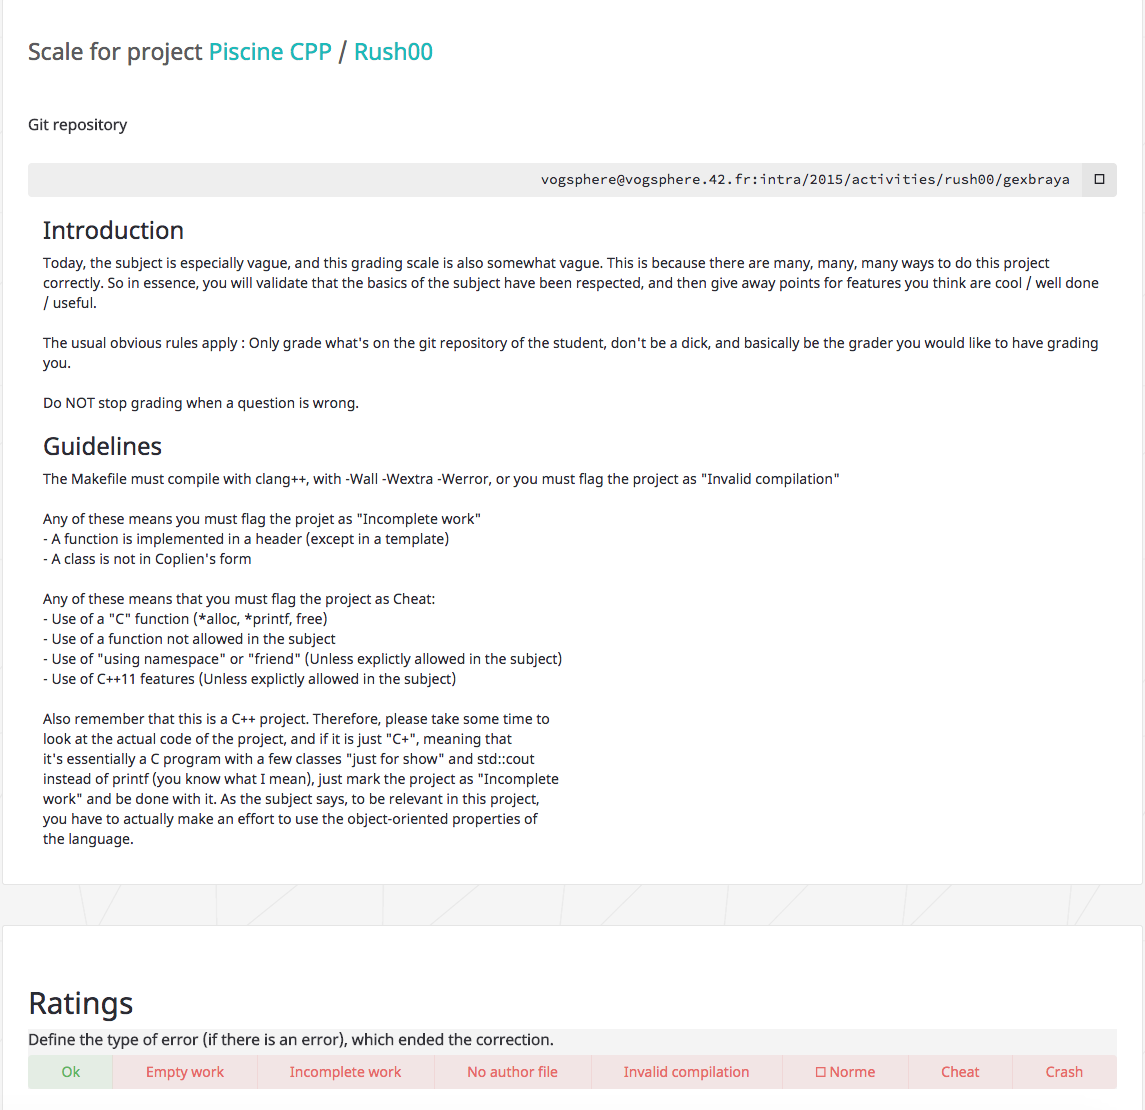 Scale for project Piscine CPP / Rush00
Git repository
vogsphere@vogsphere.42.fr:intra/2015/activities/rush00/gexbraya
Introduction
Today, the subject is especially vague, and this grading scale is also somewhat vague. This is because there are many, many, many ways to do this project
correctly. So in essence, you will validate that the basics of the subject have been respected, and then give away points for features you think are cool / well done
/ useful.
The usual obvious rules apply : Only grade what's on the git repository of the student, don't be a dick, and basically be the grader you would like to have grading
you.
Do NOT stop grading when a question is wrong.
Guidelines
The Makefile must compile with clang++, with -Wall -Wextra -Werror, or you must flag the project as "Invalid compilation"
Any of these means you must flag the projet as "Incomplete work"
- A function is implemented in a header (except in a template)
- A class is not in Coplien's form
Any of these means that you must flag the project as Cheat:
- Use of a "C" function (*alloc, *printf, free)
- Use of a function not allowed in the subject
- Use of "using namespace" or "friend" (Unless explictly allowed in the subject)
- Use of C++11 features (Unless explictly allowed in the subject)
Also remember that this is a C++ project. Therefore, please take some time to
look at the actual code of the project, and if it is just "C+", meaning that
it's essentially a C program with a few classes "just for show" and std::cout
instead of printf (you know what I mean), just mark the project as "Incomplete
work" and be done with it. As the subject says, to be relevant in this project,
you have to actually make an effort to use the object-oriented properties of
the language.
Ratings
Define the type of error (if there is an error), which ended the correction.
Ok Empty work Incomplete work No author file Invalid compilation Norme Cheat Crash